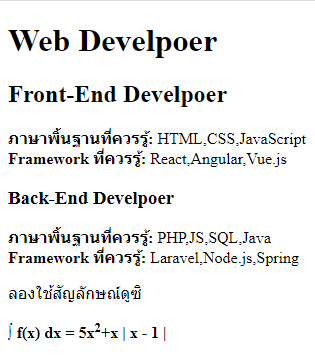 Web Develpoer
Front-End Develpoer
ภาษาพื้นฐานที่ควรรู้: HTML,CSS,JavaScript
Framework ที่ควรรู้: React,Angular,Vue.js
Back-End Develpoer
ภาษาพื้นฐานที่ควรรู้: PHP,JS,SQL,Java
Framework ที่ควรรู้: Laravel,Node.js,Spring
ลองใช้สัญลักษณ์ดูซิ
∫ f(x) dx = 5x²+x | x - 1 |